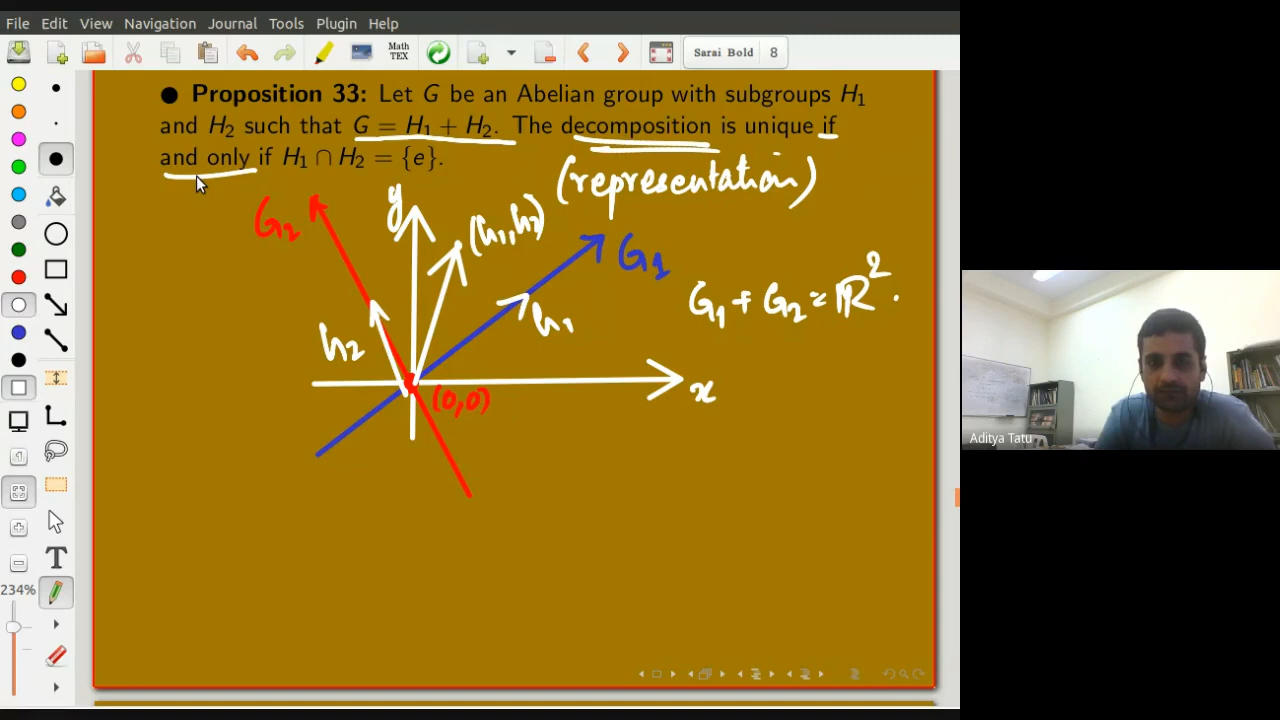 File Edit View Navigation Journal Tools Plugin Help
Math TEX
Sarai Bold 8
● Proposition 33: Let G be an Abelian group with subgroups H₁
and H₂ such that G = H₁ + H₂. The decomposition is unique if
and only if H₁ ∩ H₂ = {e}.
(representation)
G₂
y
(h₁,h₂)
G₁
G₁ + G₂ = ℝ².
h₂
h₁
(0,0)
x
Aditya Tatu
T
234%